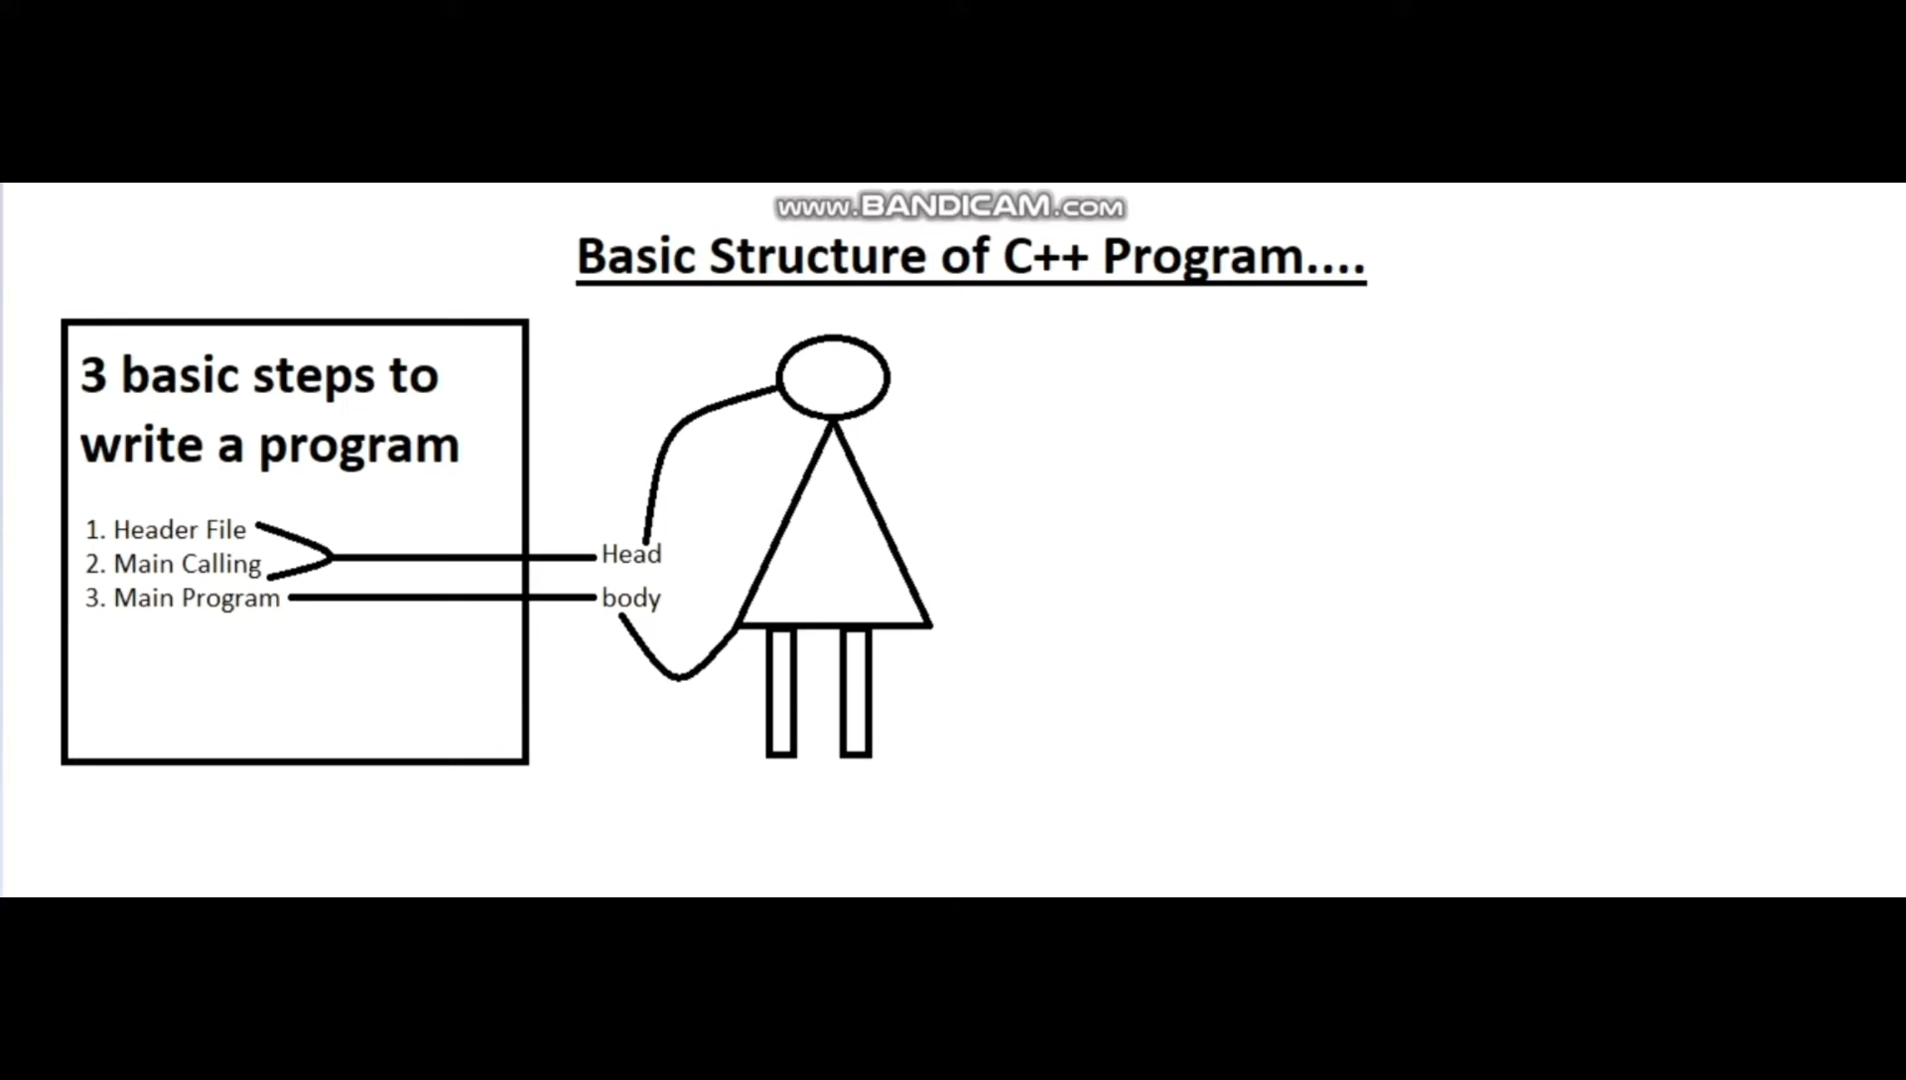 www.BANDICAM.com
Basic Structure of C++ Program....
3 basic steps to
write a program
1. Header File
2. Main Calling
3. Main Program
Head
body